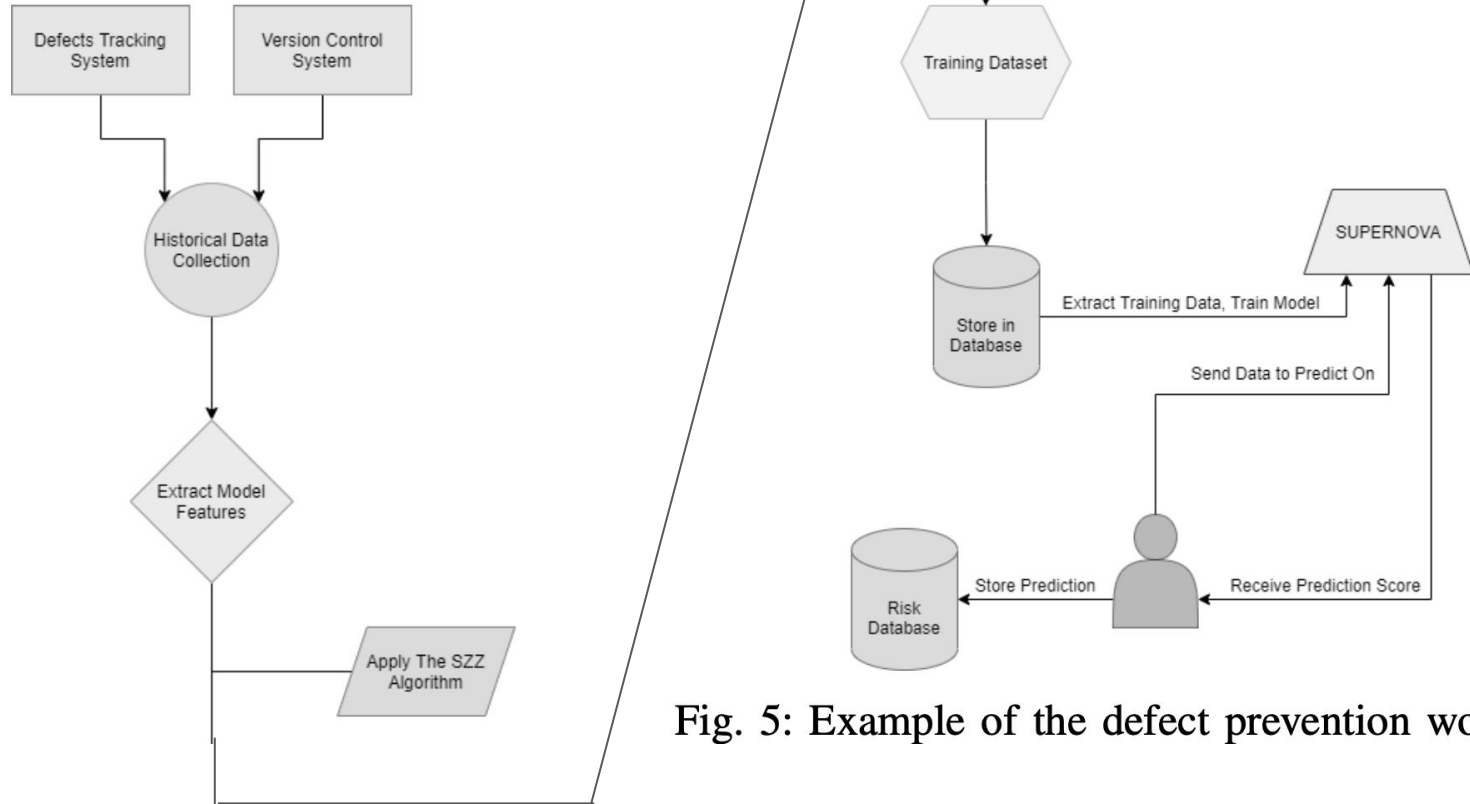 Defects Tracking
System
Version Control
System
Historical Data
Collection
Extract Model
Features
Apply The SZZ
Algorithm
Training Dataset
Store in
Database
Extract Training Data, Train Model
SUPERNOVA
Send Data to Predict On
Receive Prediction Score
Store Prediction
Risk
Database
Fig. 5: Example of the defect prevention